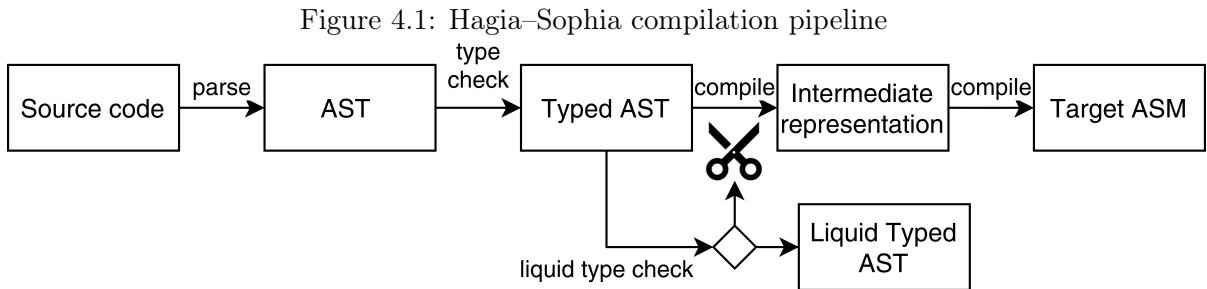 Figure 4.1: Hagia–Sophia compilation pipeline
Source code
parse
AST
type
check
Typed AST
compile
Intermediate
representation
compile
Target ASM
liquid type check
Liquid Typed
AST